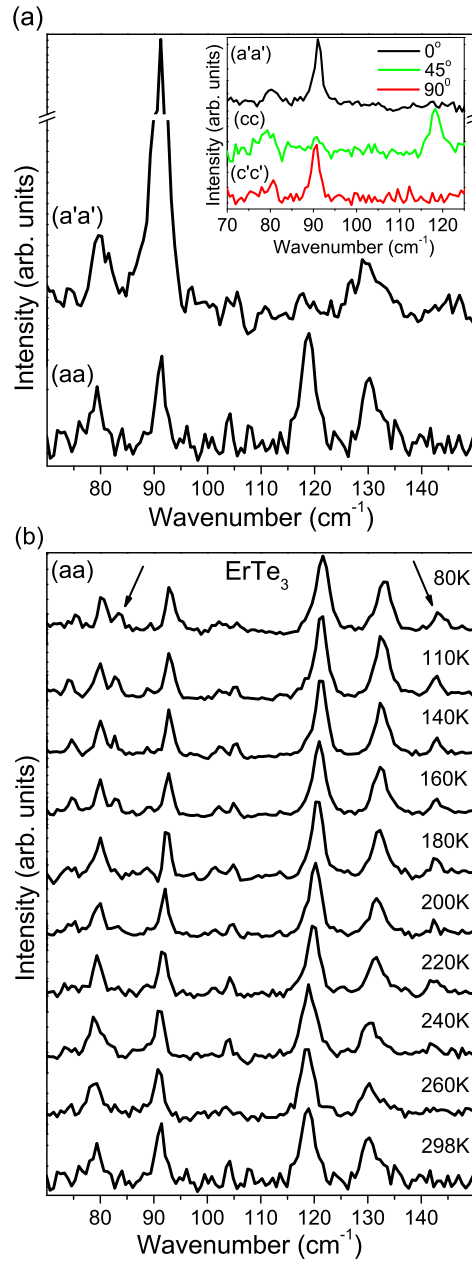 (a)
(a'a')
0°
45°
90⁰
(cc)
(c'c')
Intensity (arb. units)
70 80 90 100 110 120
Wavenumber (cm⁻¹)
(a'a')
(aa)
Intensity (arb. units)
80 90 100 110 120 130 140
Wavenumber (cm⁻¹)
(b)
(aa)
ErTe₃
80K
110K
140K
160K
180K
200K
220K
240K
260K
298K
Intensity (arb. units)
80 90 100 110 120 130 140
Wavenumber (cm⁻¹)